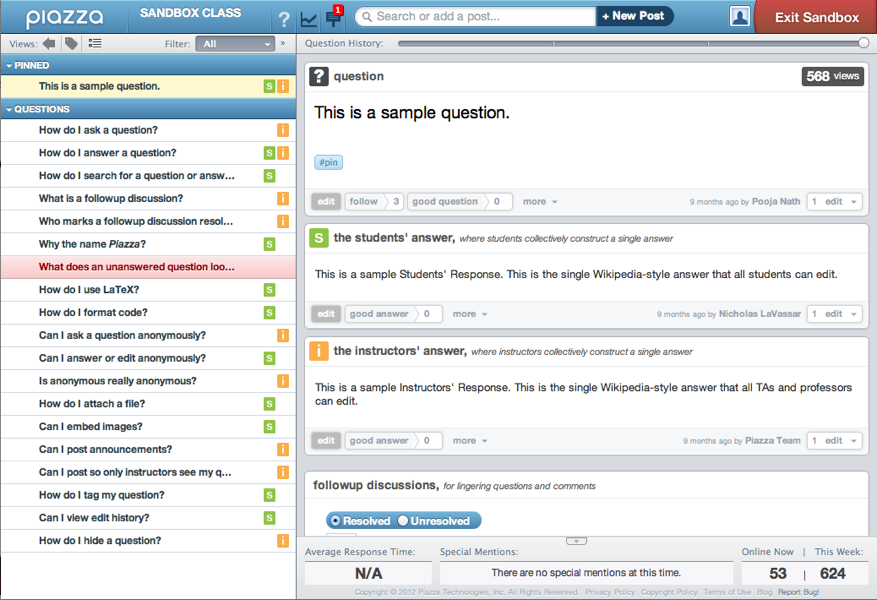 piazza SANDBOX CLASS ? 1 Search or add a post... + New Post Exit Sandbox
Views: Filter: All » Question History:
PINNED
This is a sample question. S i
QUESTIONS
How do I ask a question? i
How do I answer a question? S i
How do I search for a question or answ... S
What is a followup discussion? i
Who marks a followup discussion resol... i
Why the name Piazza? S
What does an unanswered question loo...
How do I use LaTeX? S
How do I format code? S
Can I ask a question anonymously? i
Can I answer or edit anonymously? S
Is anonymous really anonymous? i
How do I attach a file? S
Can I embed images? S
Can I post announcements? i
Can I post so only instructors see my q... i
How do I tag my question? S
Can I view edit history? S
How do I hide a question? i
? question 568 views
This is a sample question.
#pin
edit follow 3 good question 0 more 9 months ago by Pooja Nath 1 edit
S the students' answer, where students collectively construct a single answer
This is a sample Students' Response. This is the single Wikipedia-style answer that all students can edit.
edit good answer 0 more 9 months ago by Nicholas LaVassar 1 edit
i the instructors' answer, where instructors collectively construct a single answer
This is a sample Instructors' Response. This is the single Wikipedia-style answer that all TAs and professors
can edit.
edit good answer 0 more 9 months ago by Piazza Team 1 edit
followup discussions, for lingering questions and comments
Resolved Unresolved
Average Response Time: Special Mentions: Online Now | This Week:
N/A There are no special mentions at this time. 53 | 624
Copyright © 2012 Piazza Technologies, Inc. All Rights Reserved. Privacy Policy Copyright Policy Terms of Use Blog Report Bug!